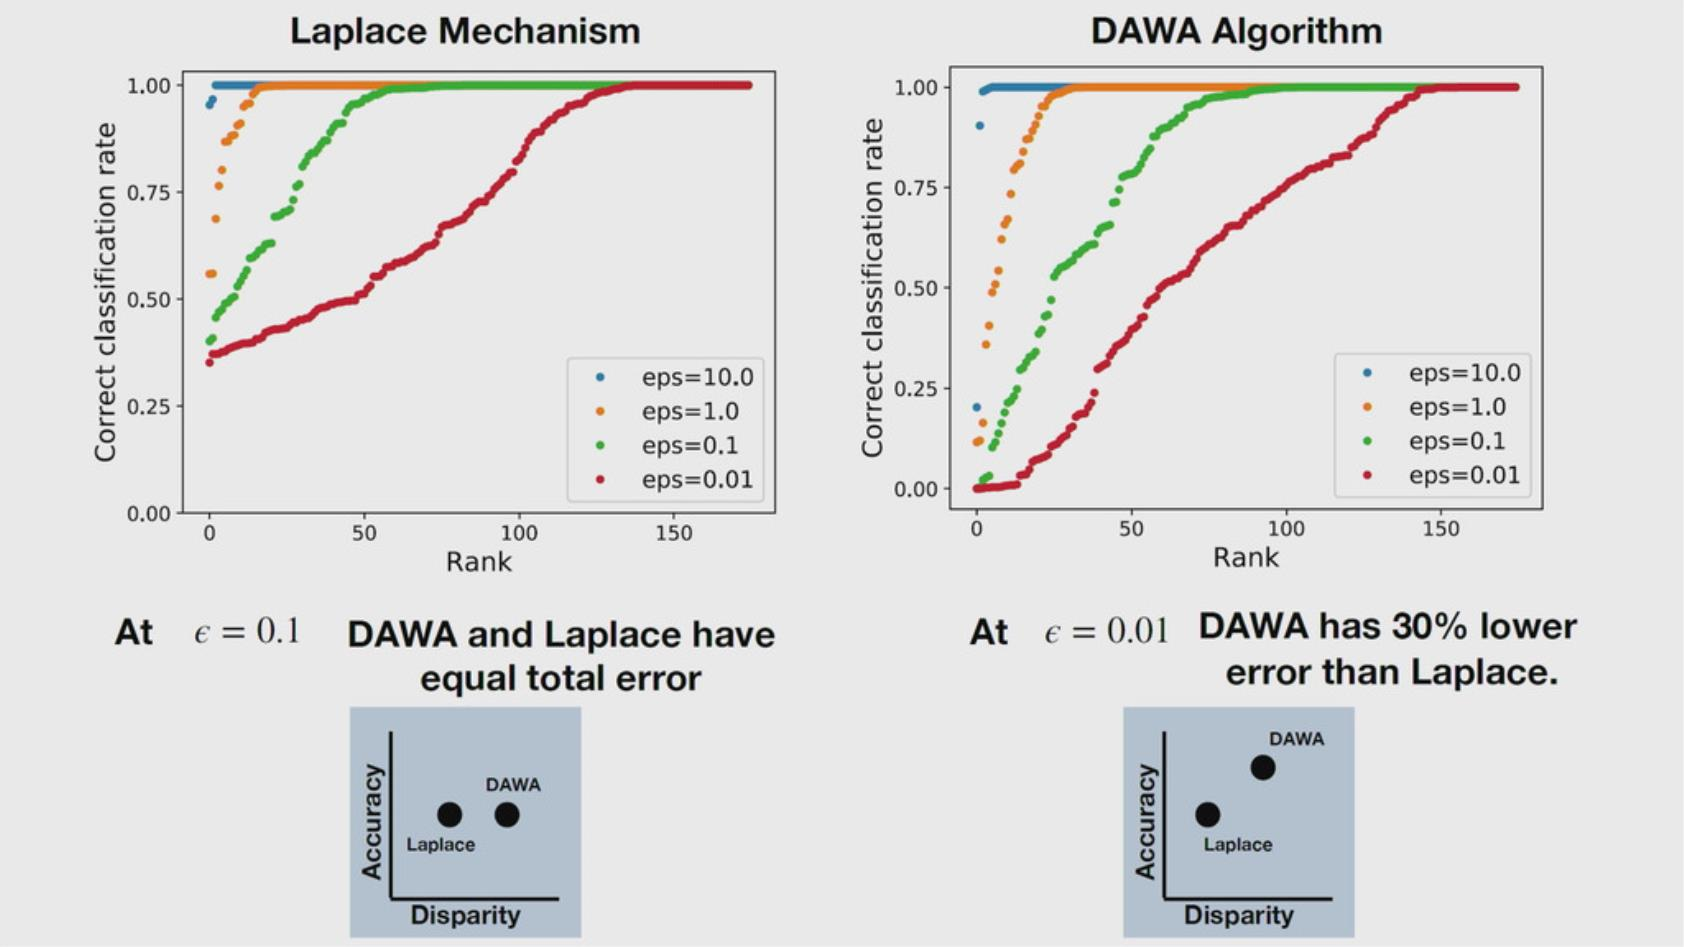 Laplace Mechanism
Correct classification rate
1.00
0.75
0.50
0.25
0.00
0 50 100 150
Rank
eps=10.0
eps=1.0
eps=0.1
eps=0.01
DAWA Algorithm
Correct classification rate
1.00
0.75
0.50
0.25
0.00
0 50 100 150
Rank
eps=10.0
eps=1.0
eps=0.1
eps=0.01
At ϵ = 0.1 DAWA and Laplace have
equal total error
Accuracy
DAWA
Laplace
Disparity
At ϵ = 0.01 DAWA has 30% lower
error than Laplace.
Accuracy
DAWA
Laplace
Disparity